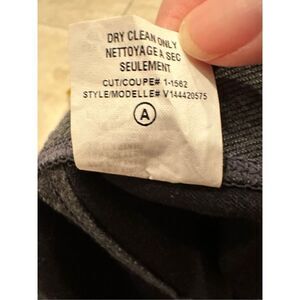 DRY CLEAN ONLY
NETTOYAGE A SEC
SEULEMENT
CUT/COUPE# 1-1562
STYLE/MODELLE# V144420575
A